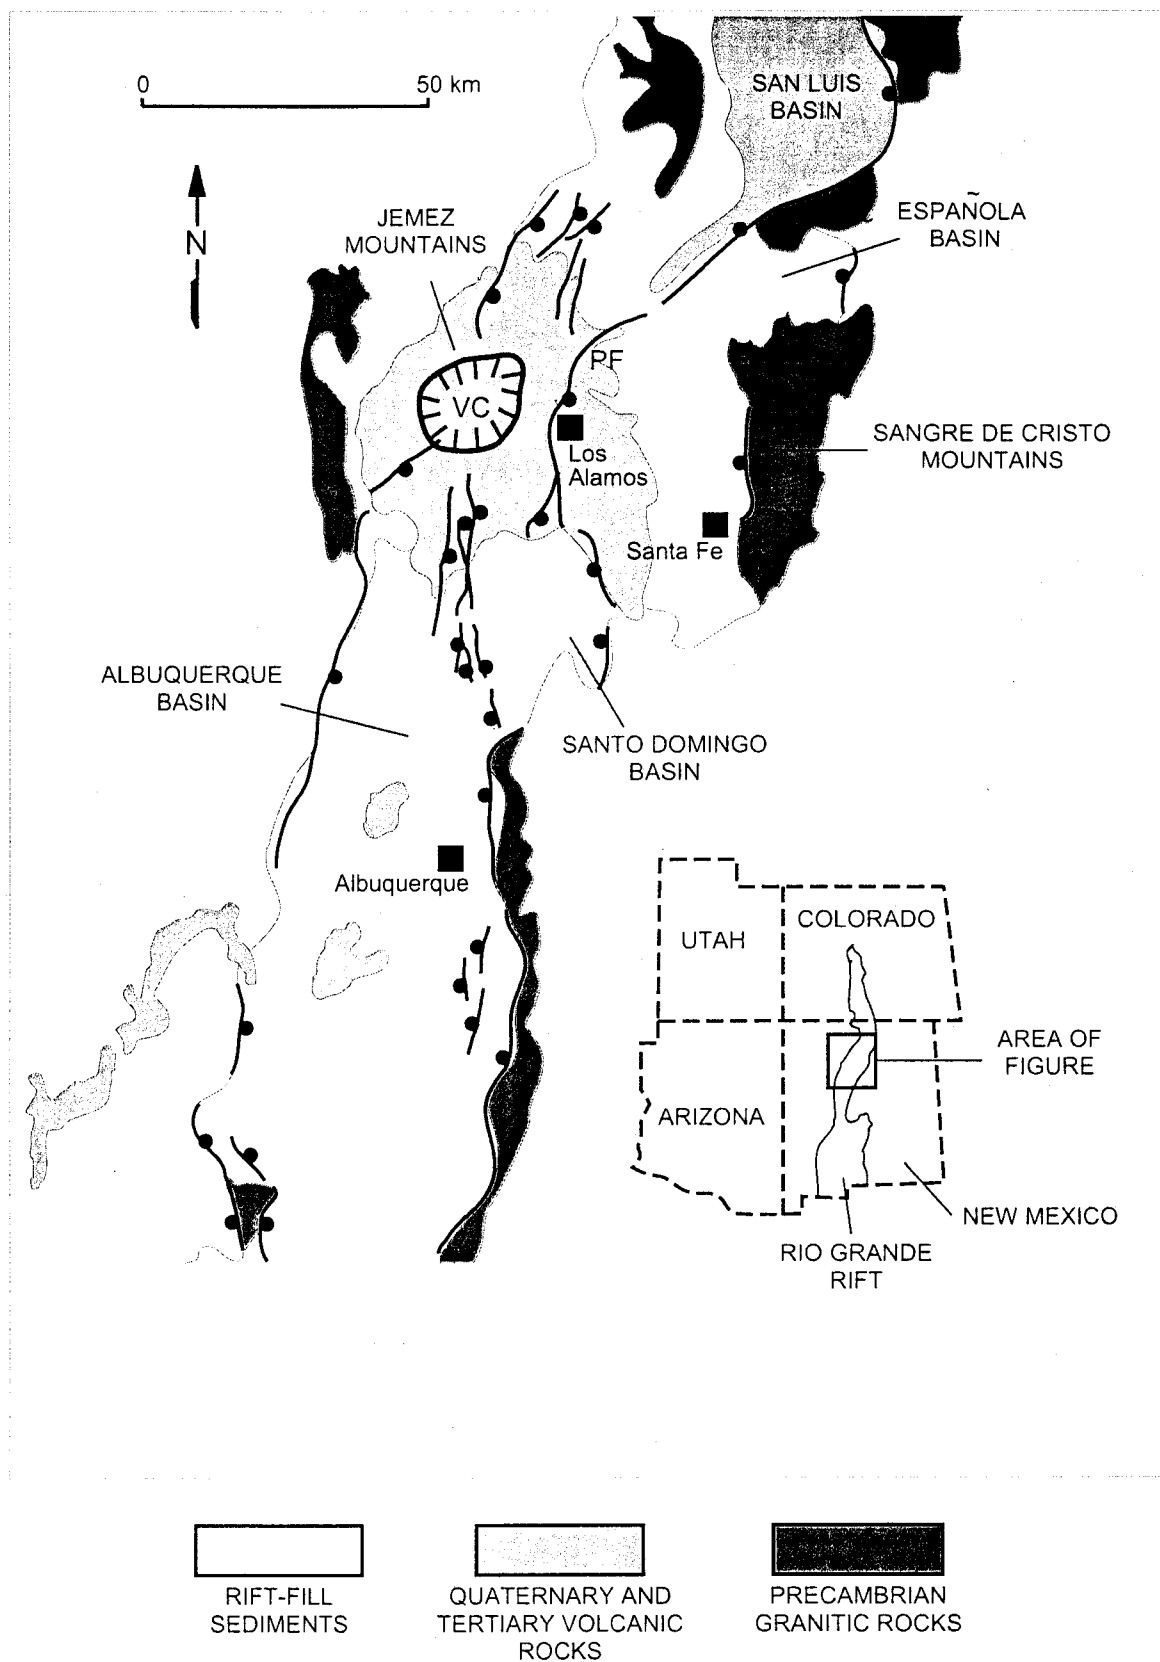 0
50 km
SAN LUIS
BASIN
N
JEMEZ
MOUNTAINS
ESPAÑOLA
BASIN
PF
VC
Los
Alamos
SANGRE DE CRISTO
MOUNTAINS
Santa Fe
ALBUQUERQUE
BASIN
SANTO DOMINGO
BASIN
Albuquerque
UTAH
COLORADO
AREA OF
FIGURE
ARIZONA
NEW MEXICO
RIO GRANDE
RIFT
RIFT-FILL
SEDIMENTS
QUATERNARY AND
TERTIARY VOLCANIC
ROCKS
PRECAMBRIAN
GRANITIC ROCKS